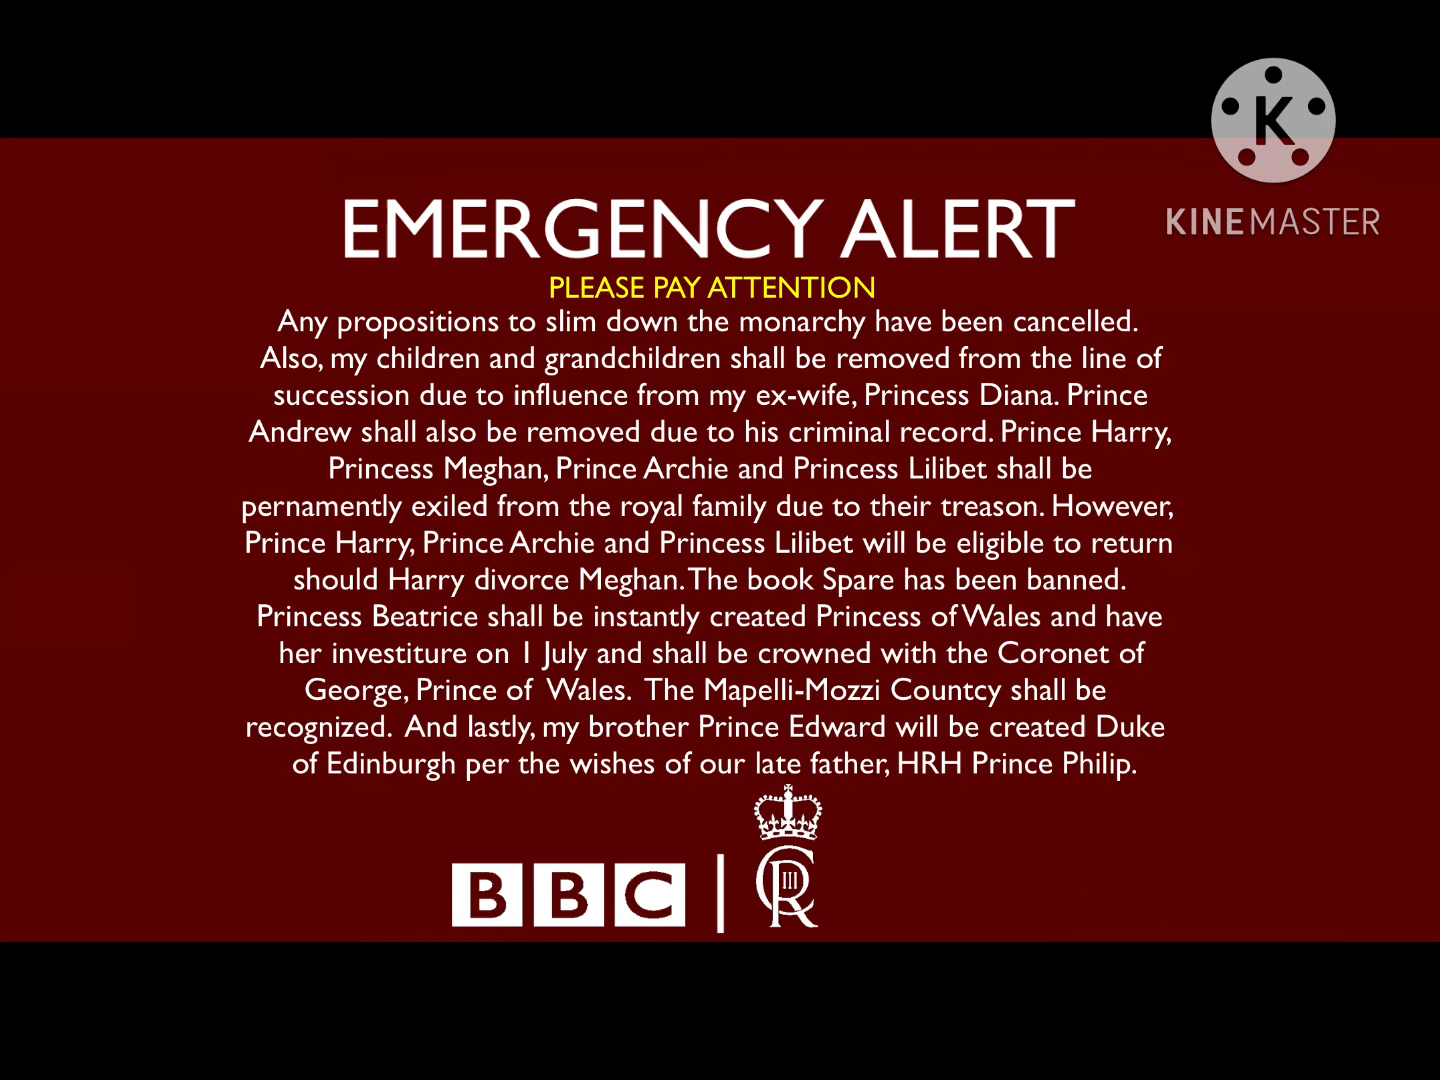 K
KINEMASTER
EMERGENCY ALERT
PLEASE PAY ATTENTION
Any propositions to slim down the monarchy have been cancelled.
Also, my children and grandchildren shall be removed from the line of
succession due to influence from my ex-wife, Princess Diana. Prince
Andrew shall also be removed due to his criminal record. Prince Harry,
Princess Meghan, Prince Archie and Princess Lilibet shall be
pernamently exiled from the royal family due to their treason. However,
Prince Harry, Prince Archie and Princess Lilibet will be eligible to return
should Harry divorce Meghan. The book Spare has been banned.
Princess Beatrice shall be instantly created Princess of Wales and have
her investiture on 1 July and shall be crowned with the Coronet of
George, Prince of Wales. The Mapelli-Mozzi Countcy shall be
recognized. And lastly, my brother Prince Edward will be created Duke
of Edinburgh per the wishes of our late father, HRH Prince Philip.
BBC | CRIII